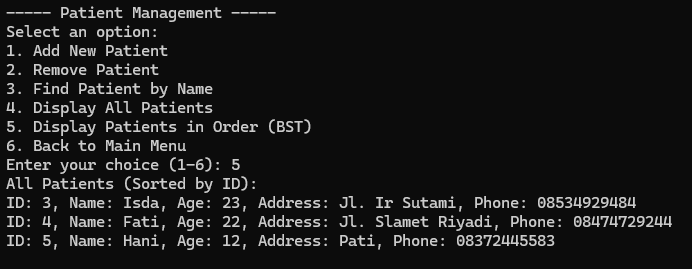 ----- Patient Management -----
Select an option:
1. Add New Patient
2. Remove Patient
3. Find Patient by Name
4. Display All Patients
5. Display Patients in Order (BST)
6. Back to Main Menu
Enter your choice (1-6): 5
All Patients (Sorted by ID):
ID: 3, Name: Isda, Age: 23, Address: Jl. Ir Sutami, Phone: 08534929484
ID: 4, Name: Fati, Age: 22, Address: Jl. Slamet Riyadi, Phone: 08474729244
ID: 5, Name: Hani, Age: 12, Address: Pati, Phone: 08372445583